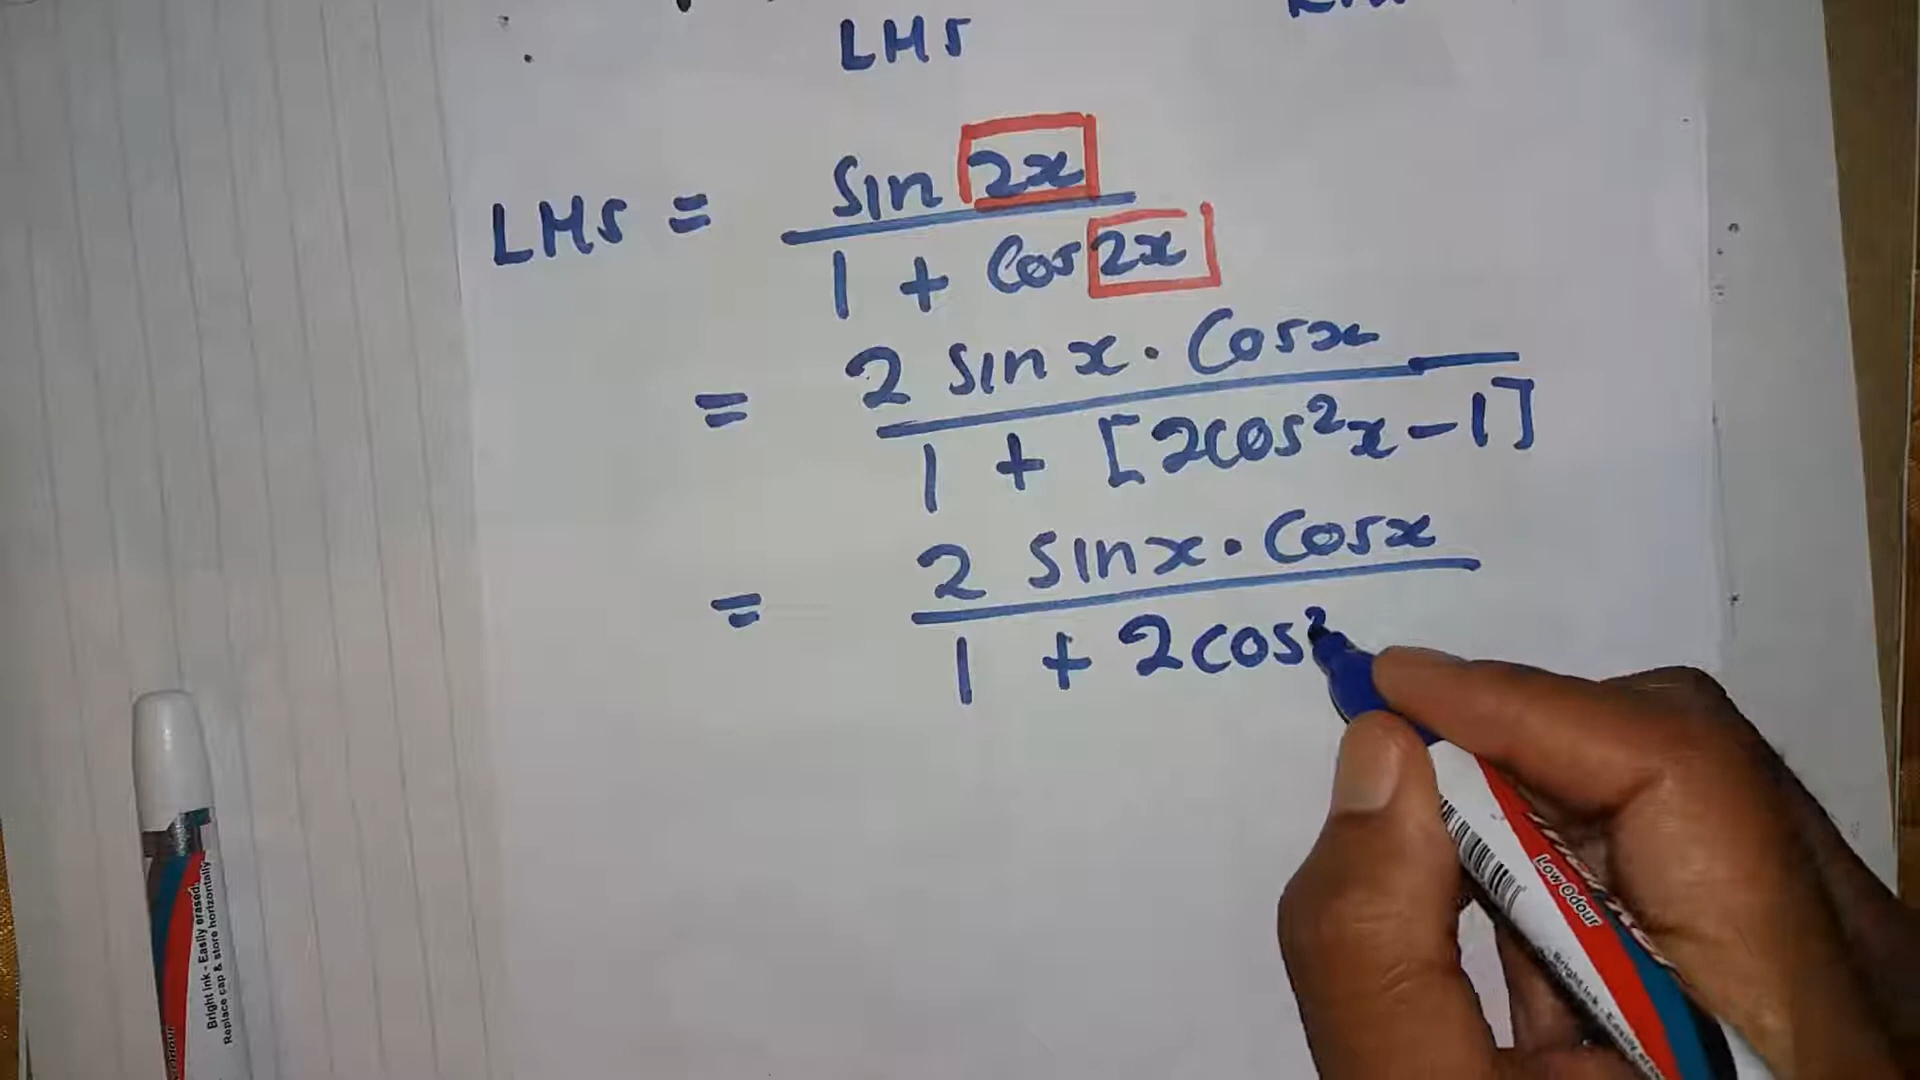 LHS
LHS = sin 2x
1 + cos 2x
= 2 sin x · cos x
1 + [2cos²x - 1]
= 2 sin x · cos x
1 + 2cos²
Low Odour
Bright ink - Easily erased.
Replace cap & store horizontally